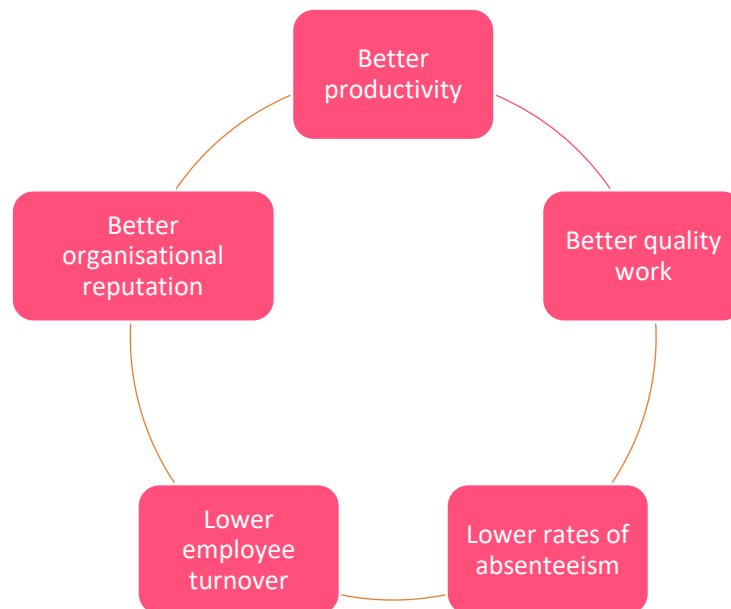 Better
productivity
Better quality
work
Lower rates of
absenteeism
Lower
employee
turnover
Better
organisational
reputation